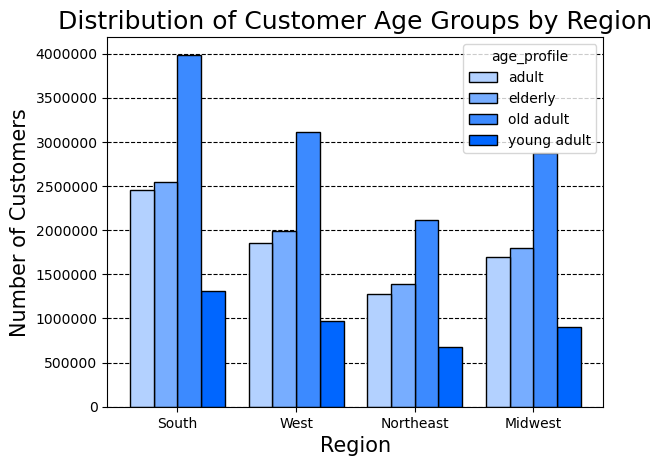 Distribution of Customer Age Groups by Region
Number of Customers
4000000
3500000
3000000
2500000
2000000
1500000
1000000
500000
0
age_profile
adult
elderly
old adult
young adult
South
West
Northeast
Midwest
Region